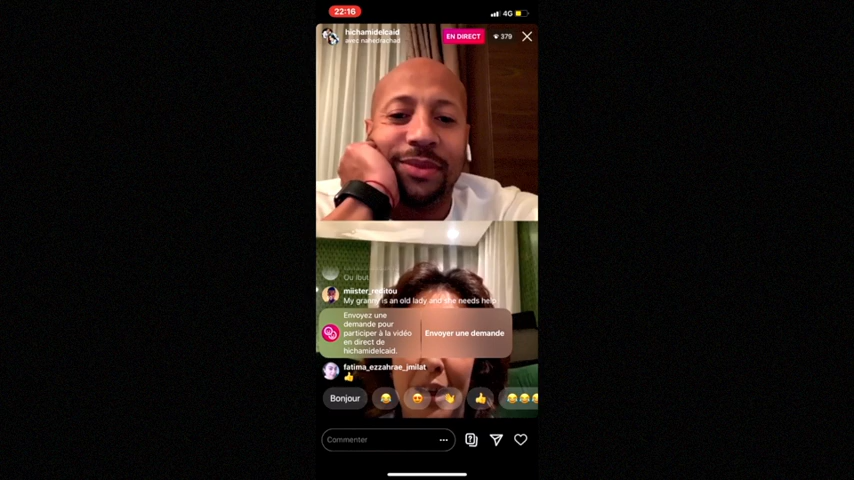 22:16
4G
hichamidelcaid
avec nahedrachad
EN DIRECT
379
miister_reditou
My granny is an old lady and she needs help
Envoyez une
demande pour
participer à la vidéo
en direct de
hichamidelcaid.
Envoyer une demande
fatima_ezzahrae_jmilat
Bonjour
Commenter